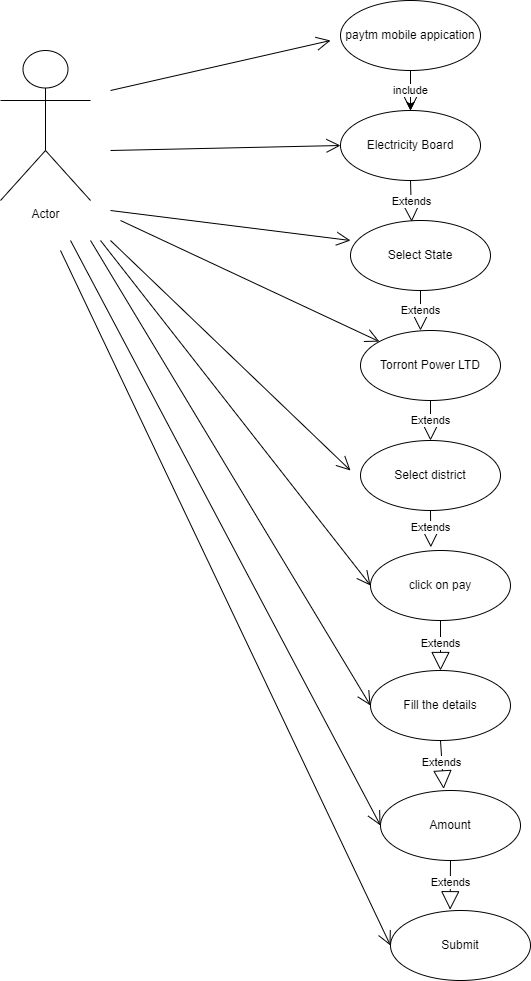 paytm mobile appication
include
Electricity Board
Extends
Actor
Select State
Extends
Torront Power LTD
Extends
Select district
Extends
click on pay
Extends
Fill the details
Extends
Amount
Extends
Submit